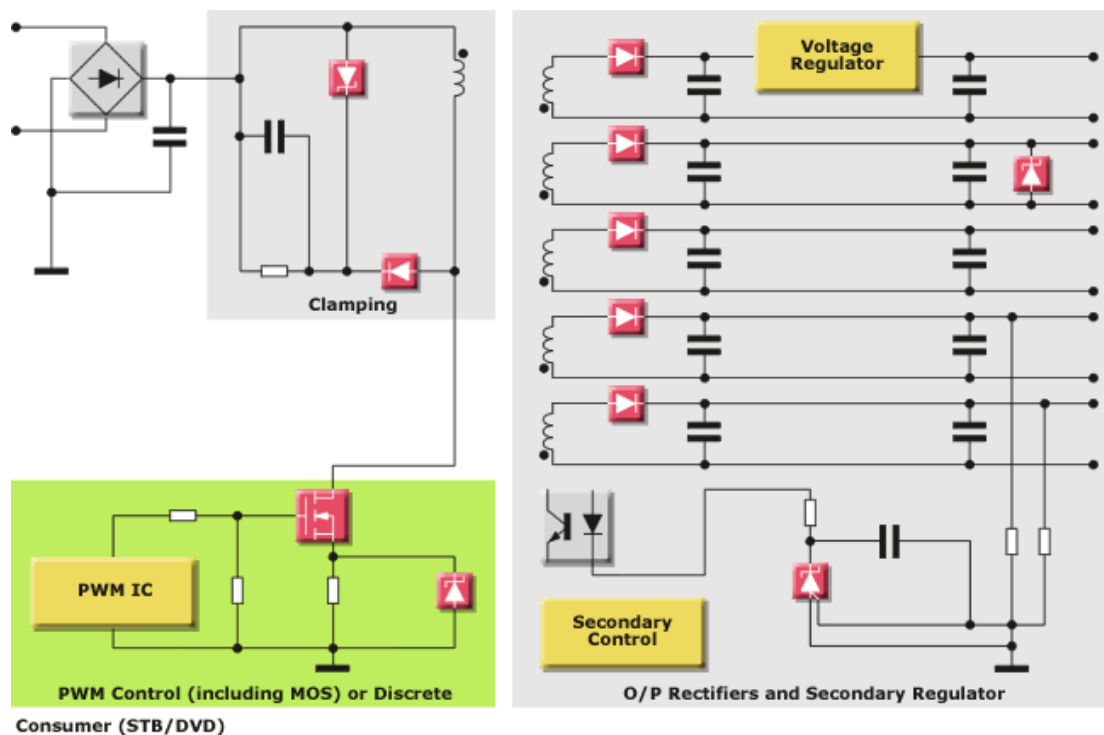 Voltage
Regulator
Clamping
PWM IC
Secondary
Control
PWM Control (including MOS) or Discrete
O/P Rectifiers and Secondary Regulator
Consumer (STB/DVD)